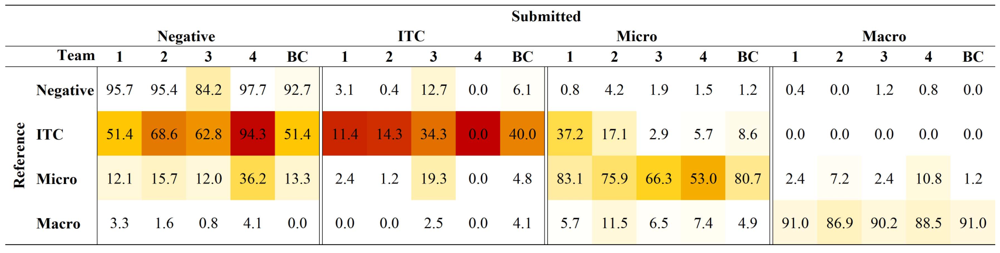 Submitted
Negative ITC Micro Macro
Team 1 2 3 4 BC 1 2 3 4 BC 1 2 3 4 BC 1 2 3 4 BC
Reference
Negative 95.7 95.4 84.2 97.7 92.7 3.1 0.4 12.7 0.0 6.1 0.8 4.2 1.9 1.5 1.2 0.4 0.0 1.2 0.8 0.0
ITC 51.4 68.6 62.8 94.3 51.4 11.4 14.3 34.3 0.0 40.0 37.2 17.1 2.9 5.7 8.6 0.0 0.0 0.0 0.0 0.0
Micro 12.1 15.7 12.0 36.2 13.3 2.4 1.2 19.3 0.0 4.8 83.1 75.9 66.3 53.0 80.7 2.4 7.2 2.4 10.8 1.2
Macro 3.3 1.6 0.8 4.1 0.0 0.0 0.0 2.5 0.0 4.1 5.7 11.5 6.5 7.4 4.9 91.0 86.9 90.2 88.5 91.0